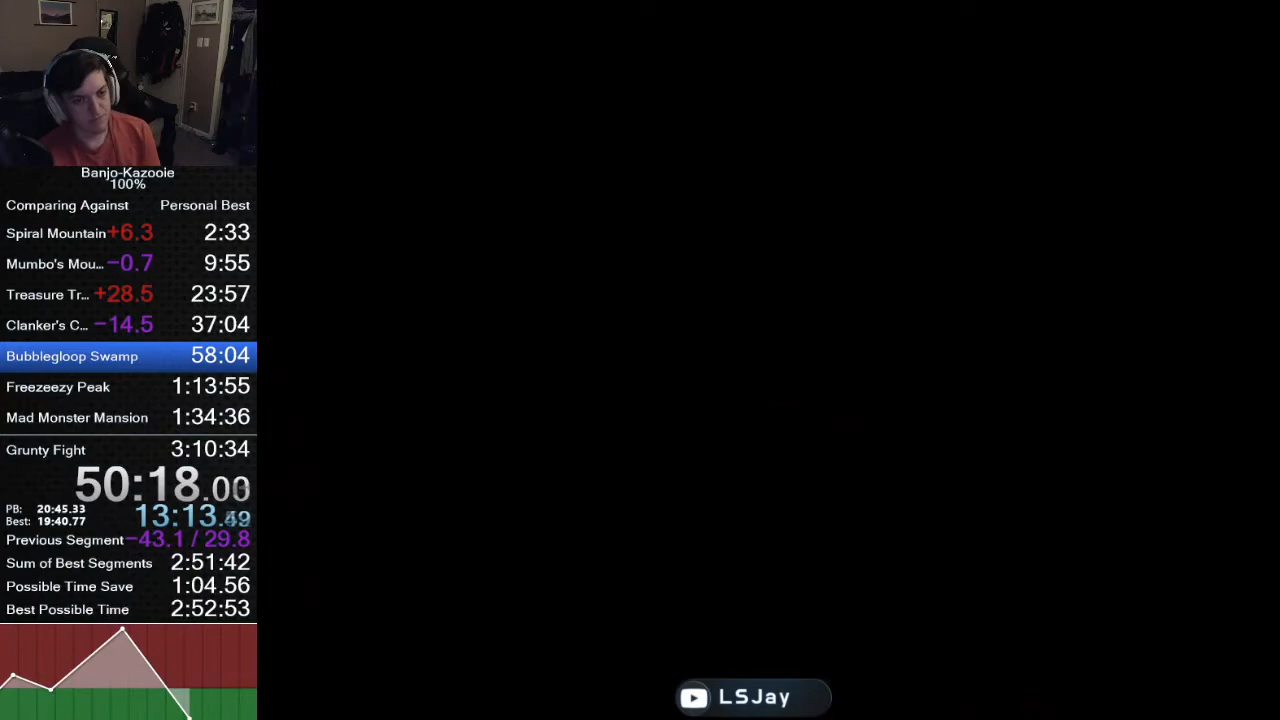 Banjo-Kazooie
100%
Comparing Against Personal Best
Spiral Mountain +6.3 2:33
Mumbo's Mou... −0.7 9:55
Treasure Tr... +28.5 23:57
Clanker's C... −14.5 37:04
Bubblegloop Swamp 58:04
Freezeezy Peak 1:13:55
Mad Monster Mansion 1:34:36
Grunty Fight 3:10:34
50:18.00
PB: 20:45.33
Best: 19:40.77
13:13.49
Previous Segment −43.1 / 29.8
Sum of Best Segments 2:51:42
Possible Time Save 1:04.56
Best Possible Time 2:52:53
LSJay